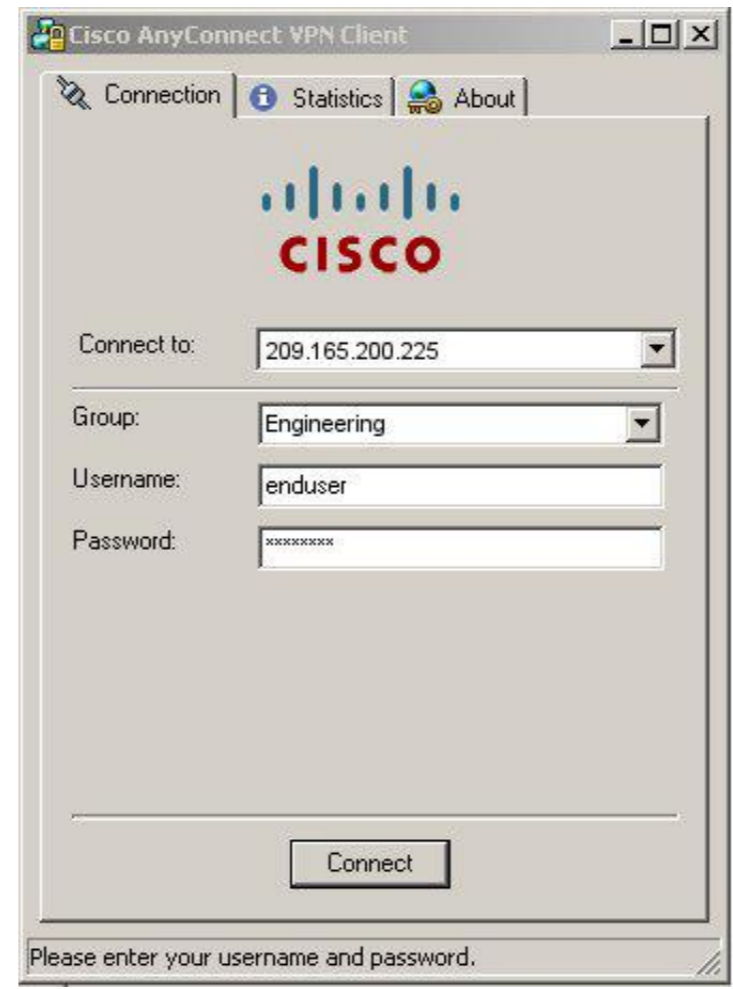 Cisco AnyConnect VPN Client
Connection Statistics About
CISCO
Connect to: 209.165.200.225
Group: Engineering
Username: enduser
Password: ××××××××
Connect
Please enter your username and password.